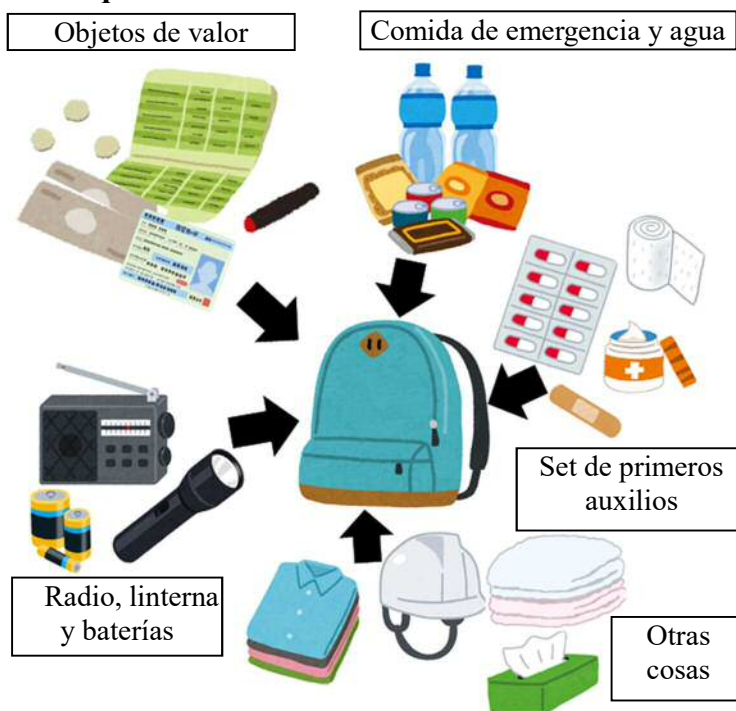 Objetos de valor
Comida de emergencia y agua
Set de primeros
auxilios
Radio, linterna
y baterías
Otras
cosas